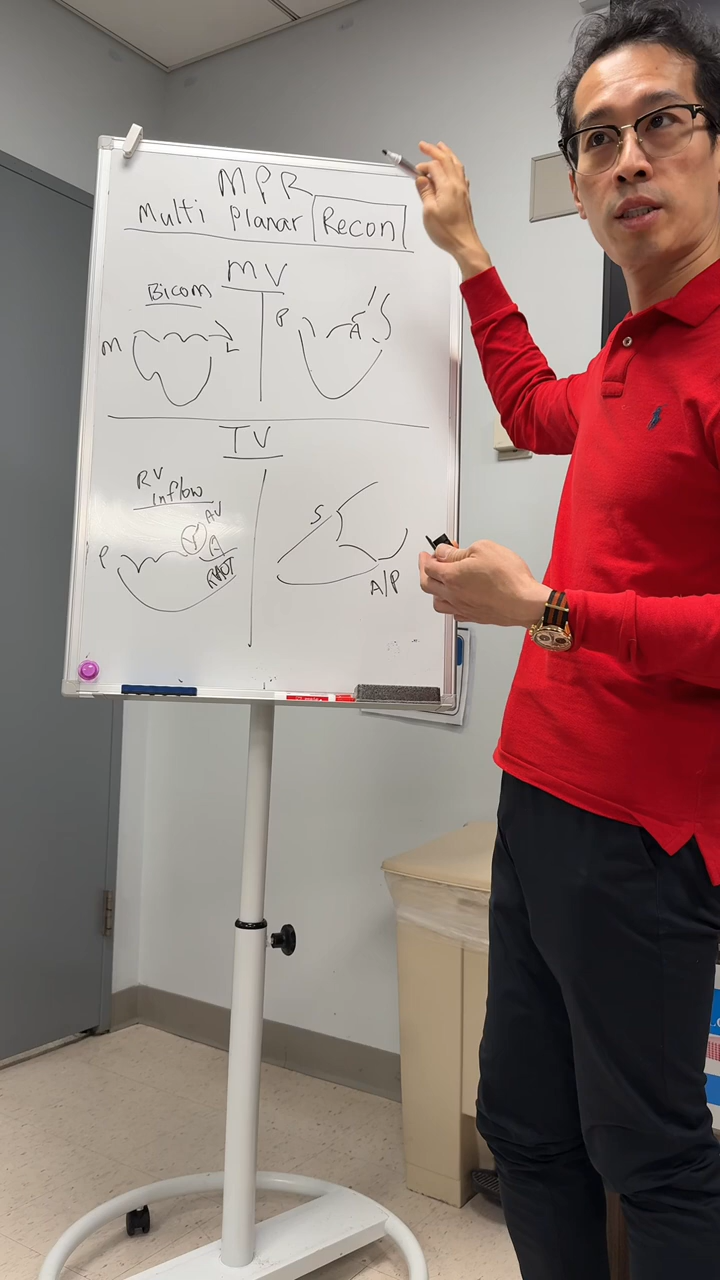 MPR
Multi Planar Recon
MV
Bicom
M
L
P
A
TV
RV
inflow
AV
P
A
RVOT
S
A/P